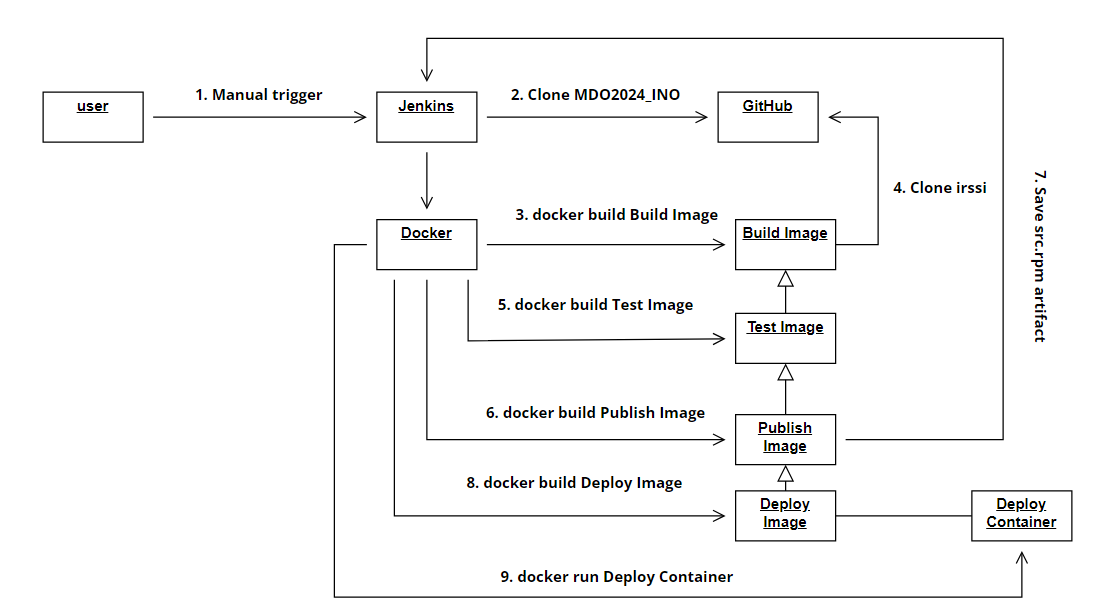 1. Manual trigger
2. Clone MDO2024_INO
user
Jenkins
GitHub
4. Clone irssi
7. Save src.rpm artifact
3. docker build Build Image
Docker
Build Image
5. docker build Test Image
Test Image
6. docker build Publish Image
Publish
Image
8. docker build Deploy Image
Deploy
Image
Deploy
Container
9. docker run Deploy Container